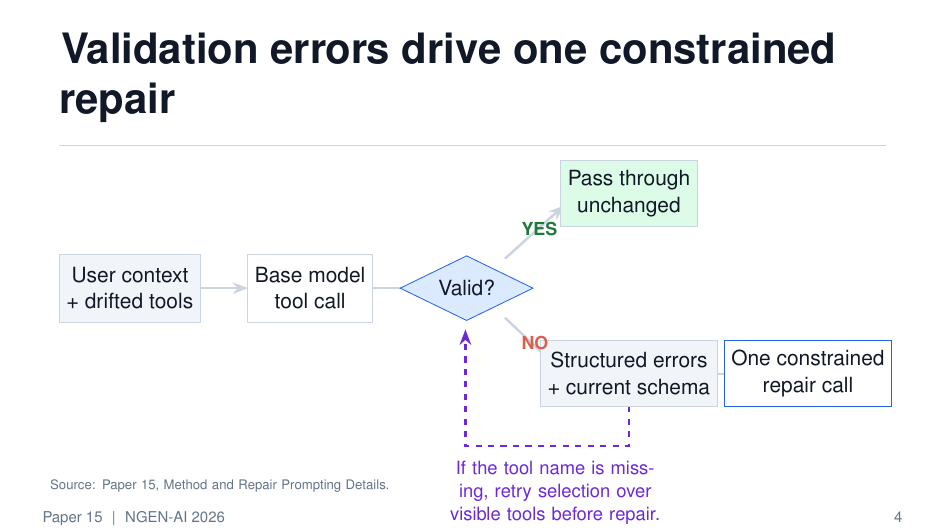 Validation errors drive one constrained
repair
Pass through
unchanged
YES
User context
+ drifted tools
Base model
tool call
Valid?
NO
Structured errors
+ current schema
One constrained
repair call
If the tool name is miss-
ing, retry selection over
visible tools before repair.
Source: Paper 15, Method and Repair Prompting Details.
Paper 15 | NGEN-AI 2026
4